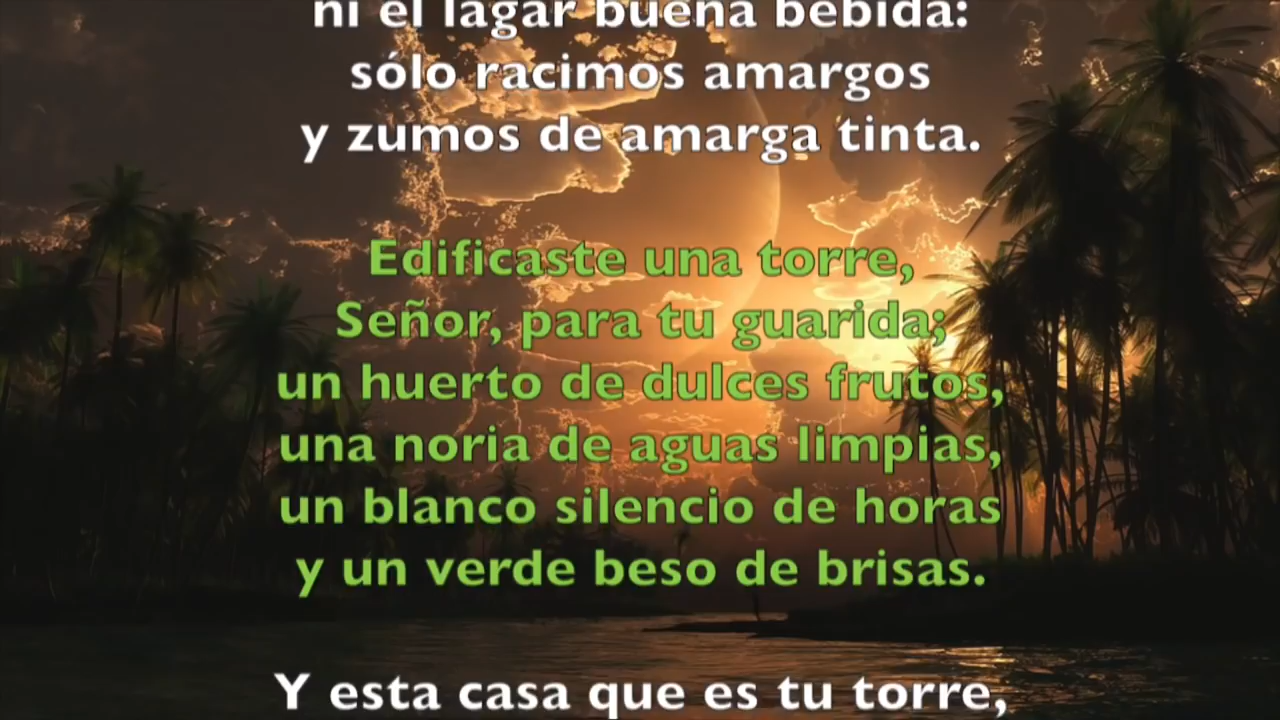 ni el lagar buena bebida:
sólo racimos amargos
y zumos de amarga tinta.
Edificaste una torre,
Señor, para tu guarida;
un huerto de dulces frutos,
una noria de aguas limpias,
un blanco silencio de horas
y un verde beso de brisas.
Y esta casa que es tu torre,